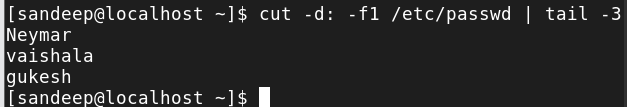 [sandeep@localhost ~]$ cut -d: -f1 /etc/passwd | tail -3
Neymar
vaishala
gukesh
[sandeep@localhost ~]$